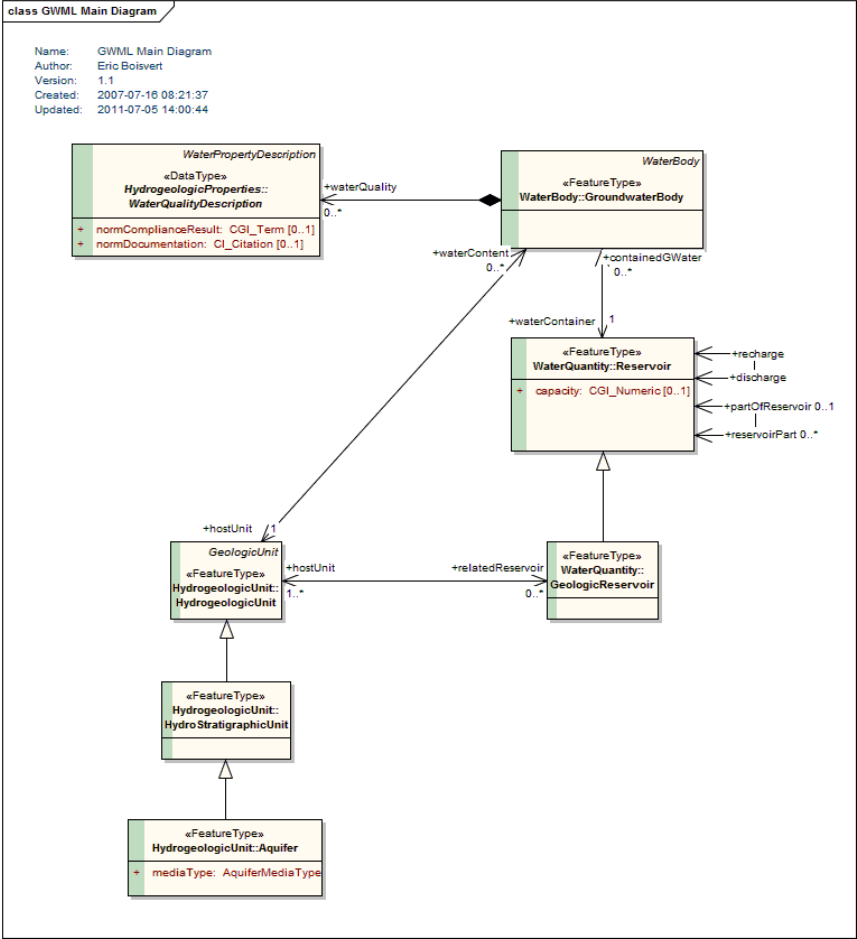 class GWML Main Diagram
Name: GWML Main Diagram
Author: Eric Boisvert
Version: 1.1
Created: 2007-07-16 08:21:37
Updated: 2011-07-05 14:00:44
WaterPropertyDescription
«DataType»
HydrogeologicProperties::
WaterQualityDescription
+ normComplianceResult: CGI_Term [0..1]
+ normDocumentation: CI_Citation [0..1]
+waterQuality
0..*
WaterBody
«FeatureType»
WaterBody::GroundwaterBody
+waterContent
0..*
+containedGWater
0..*
+waterContainer 1
«FeatureType»
WaterQuantity::Reservoir
+ capacity: CGI_Numeric [0..1]
+recharge
+discharge
+partOfReservoir 0..1
+reservoirPart 0..*
+hostUnit 1
GeologicUnit
«FeatureType»
HydrogeologicUnit::
HydrogeologicUnit
+hostUnit
1..*
+relatedReservoir
0..*
«FeatureType»
WaterQuantity::
GeologicReservoir
«FeatureType»
HydrogeologicUnit::
HydroStratigraphicUnit
«FeatureType»
HydrogeologicUnit::Aquifer
+ mediaType: AquiferMediaType